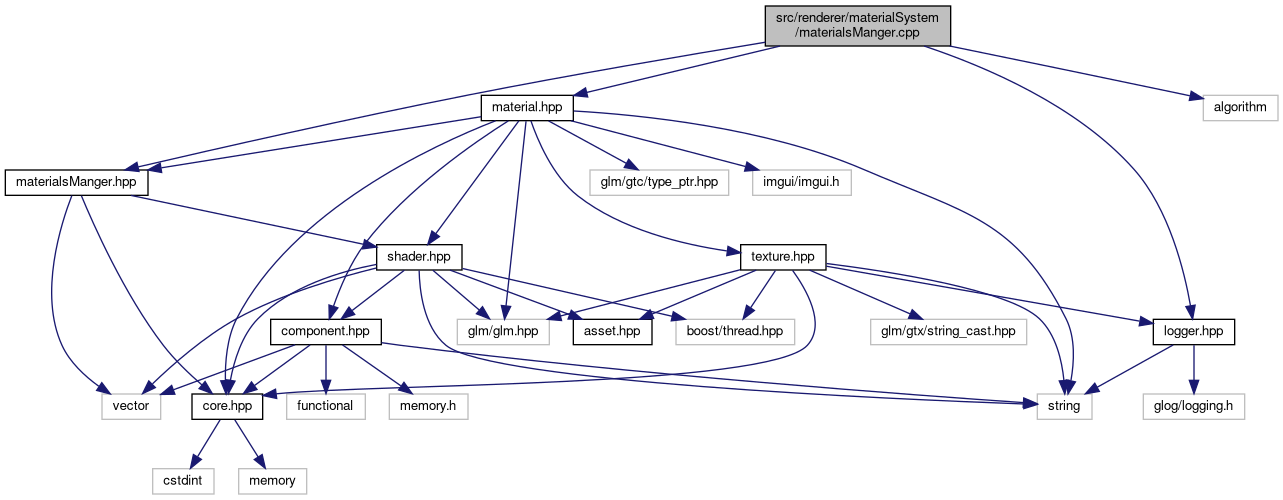 src/renderer/materialSystem
/materialsManger.cpp
material.hpp
algorithm
materialsManger.hpp
glm/gtc/type_ptr.hpp
imgui/imgui.h
shader.hpp
texture.hpp
component.hpp
glm/glm.hpp
asset.hpp
boost/thread.hpp
glm/gtx/string_cast.hpp
logger.hpp
vector
core.hpp
functional
memory.h
string
glog/logging.h
cstdint
memory